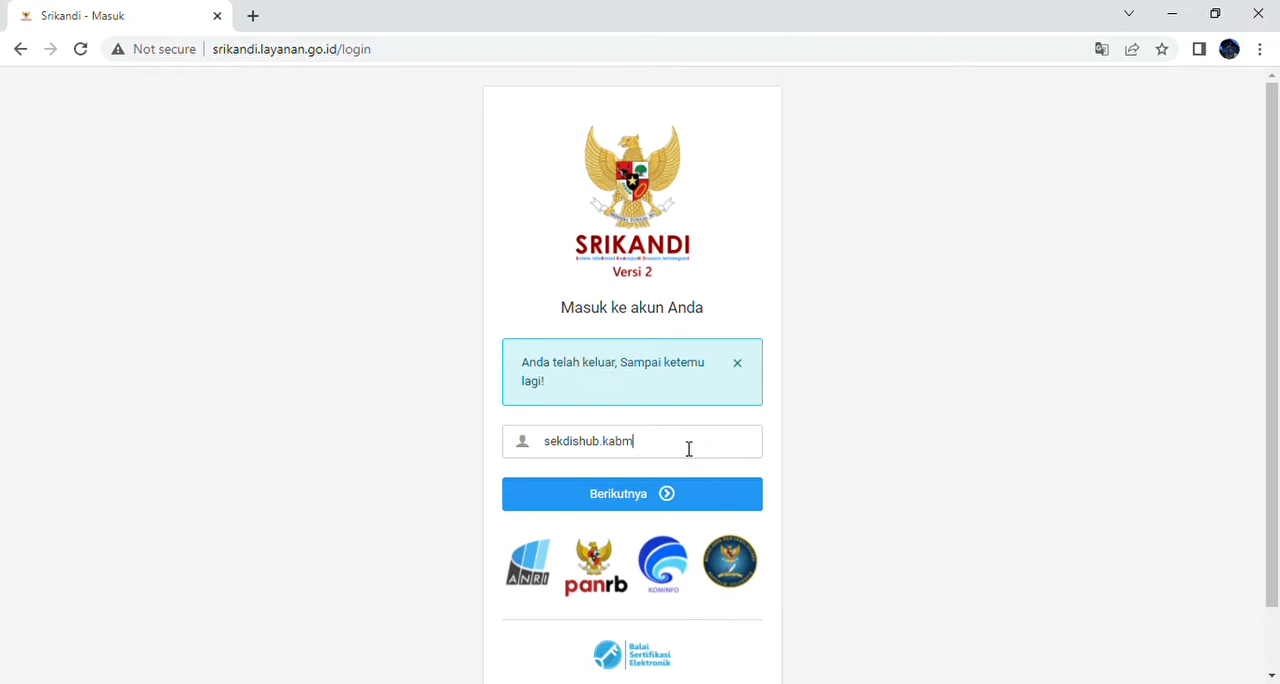 Srikandi - Masuk
Not secure
srikandi.layanan.go.id/login
SRIKANDI
Versi 2
Masuk ke akun Anda
Anda telah keluar, Sampai ketemu
lagi!
sekdishub.kabm
Berikutnya
ANRI
panrb
KOMINFO
Balai
Sertifikasi
Elektronik